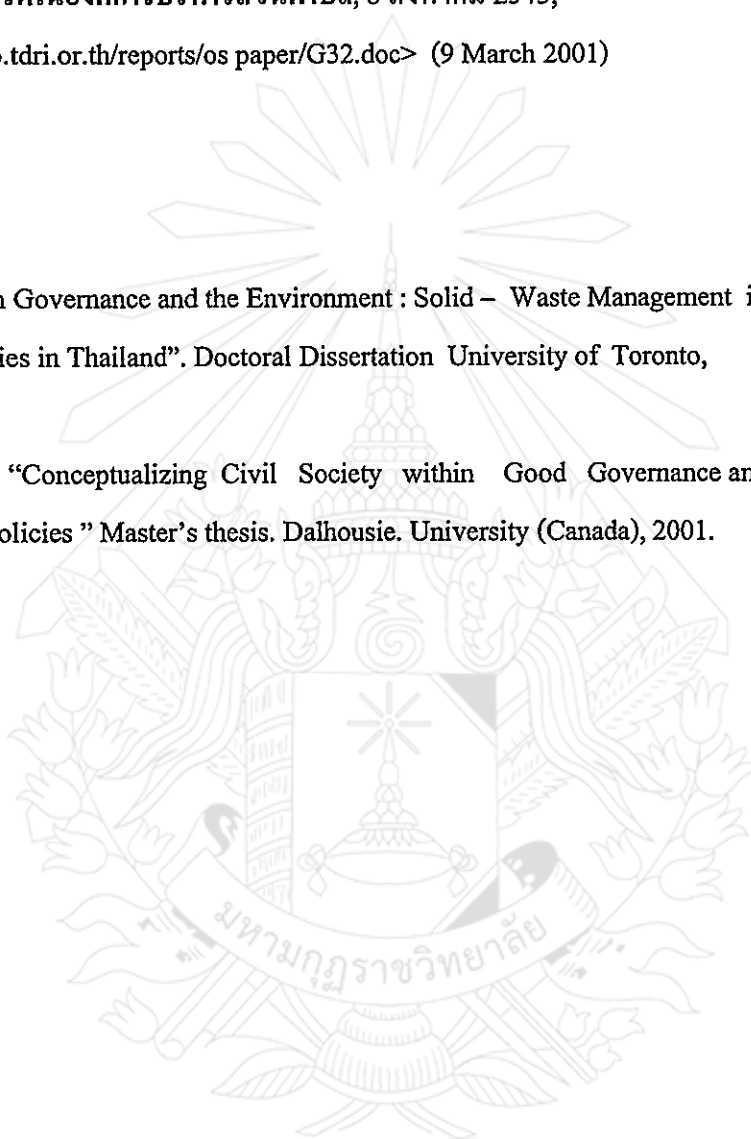 2543,
.tdri.or.th/reports/os paper/G32.doc> (9 March 2001)
Governance and the Environment : Solid – Waste Management
ies in Thailand”. Doctoral Dissertation University of Toronto,
“Conceptualizing Civil Society within Good Governance an
olicies ” Master’s thesis. Dalhousie. University (Canada), 2001.
มหามกุฏราชวิทยาลัย